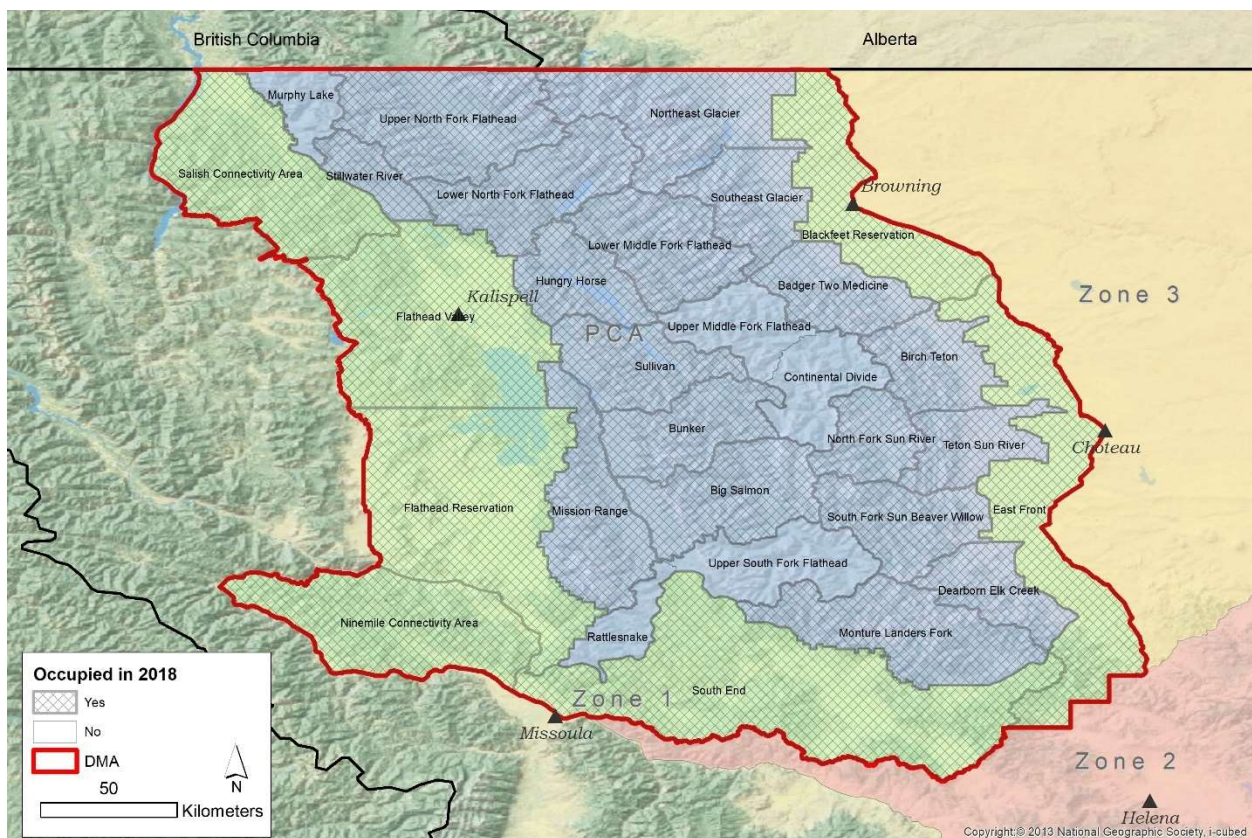 British Columbia
Alberta
Murphy Lake
Upper North Fork Flathead
Northeast Glacier
Salish Connectivity Area
Stillwater River
Lower North Fork Flathead
Southeast Glacier
Browning
Blackfeet Reservation
Lower Middle Fork Flathead
Hungry Horse
Badger Two Medicine
Zone 3
Kalispell
Flathead Valley
Upper Middle Fork Flathead
PCA
Birch Teton
Sullivan
Continental Divide
Bunker
North Fork Sun River
Teton Sun River
Choteau
Big Salmon
Flathead Reservation
Mission Range
South Fork Sun Beaver Willow
East Front
Upper South Fork Flathead
Dearborn Elk Creek
Ninemile Connectivity Area
Rattlesnake
Monture Landers Fork
South End
Zone 1
Missoula
Zone 2
Helena
Occupied in 2018
Yes
No
DMA
N
50
Kilometers
Copyright:© 2013 National Geographic Society, i-cubed